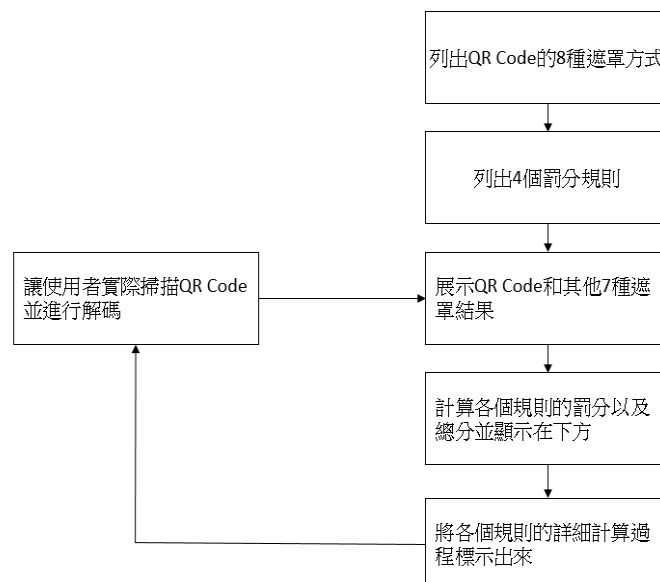 列出QR Code的8種遮罩方式
列出4個罰分規則
讓使用者實際掃描QR Code
並進行解碼
展示QR Code和其他7種遮
罩結果
計算各個規則的罰分以及
總分並顯示在下方
將各個規則的詳細計算過
程標示出來